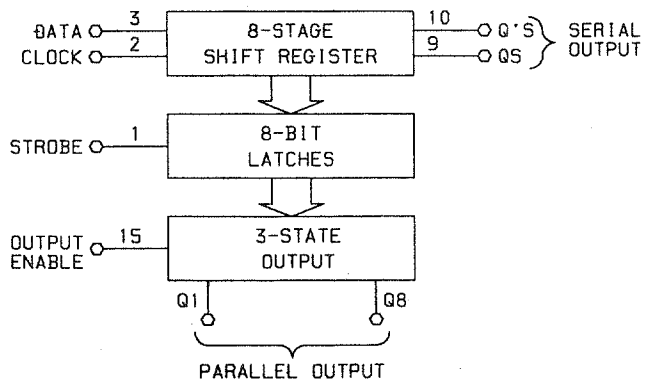 DATA 3 8-STAGE SHIFT REGISTER 10 Q'S SERIAL OUTPUT
CLOCK 2 9 QS
STROBE 1 8-BIT LATCHES
OUTPUT ENABLE 15 3-STATE OUTPUT
Q1 Q8
PARALLEL OUTPUT